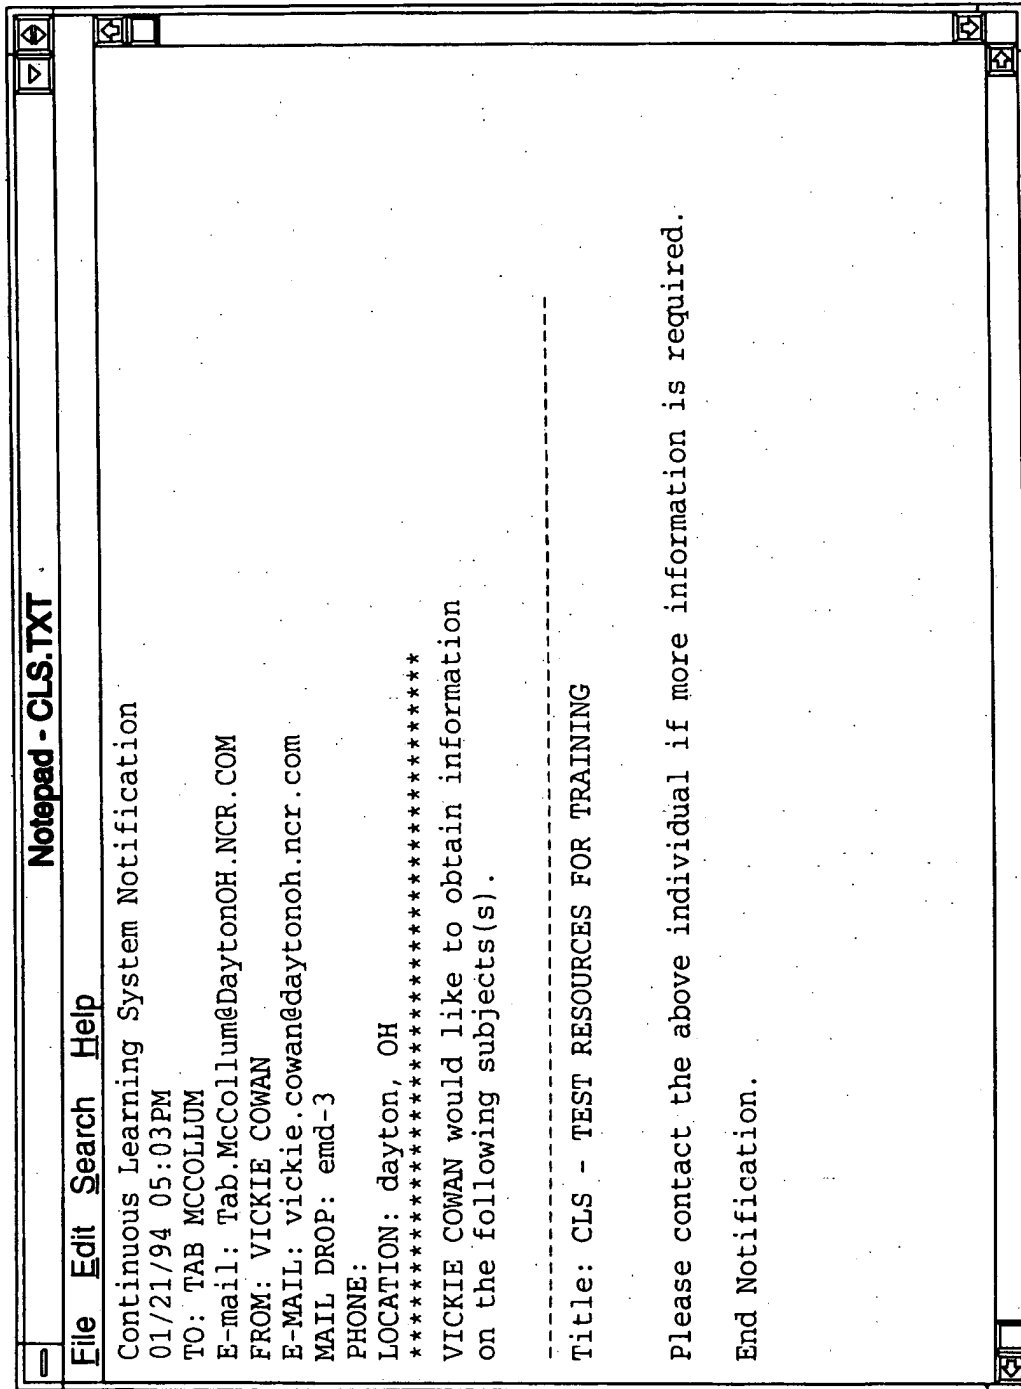 Notepad - CLS.TXT
File Edit Search Help
Continuous Learning System Notification
01/21/94 05:03PM
TO: TAB MCCOLLUM
E-mail: Tab.McCollum@DaytonOH.NCR.COM
FROM: VICKIE COWAN
E-MAIL: vickie.cowan@daytonoh.ncr.com
MAIL DROP: emd-3
PHONE:
LOCATION: dayton, OH
******************************************
VICKIE COWAN would like to obtain information
on the following subjects(s).
----------------------------------------------------------------
Title: CLS - TEST RESOURCES FOR TRAINING
Please contact the above individual if more information is required.
End Notification.